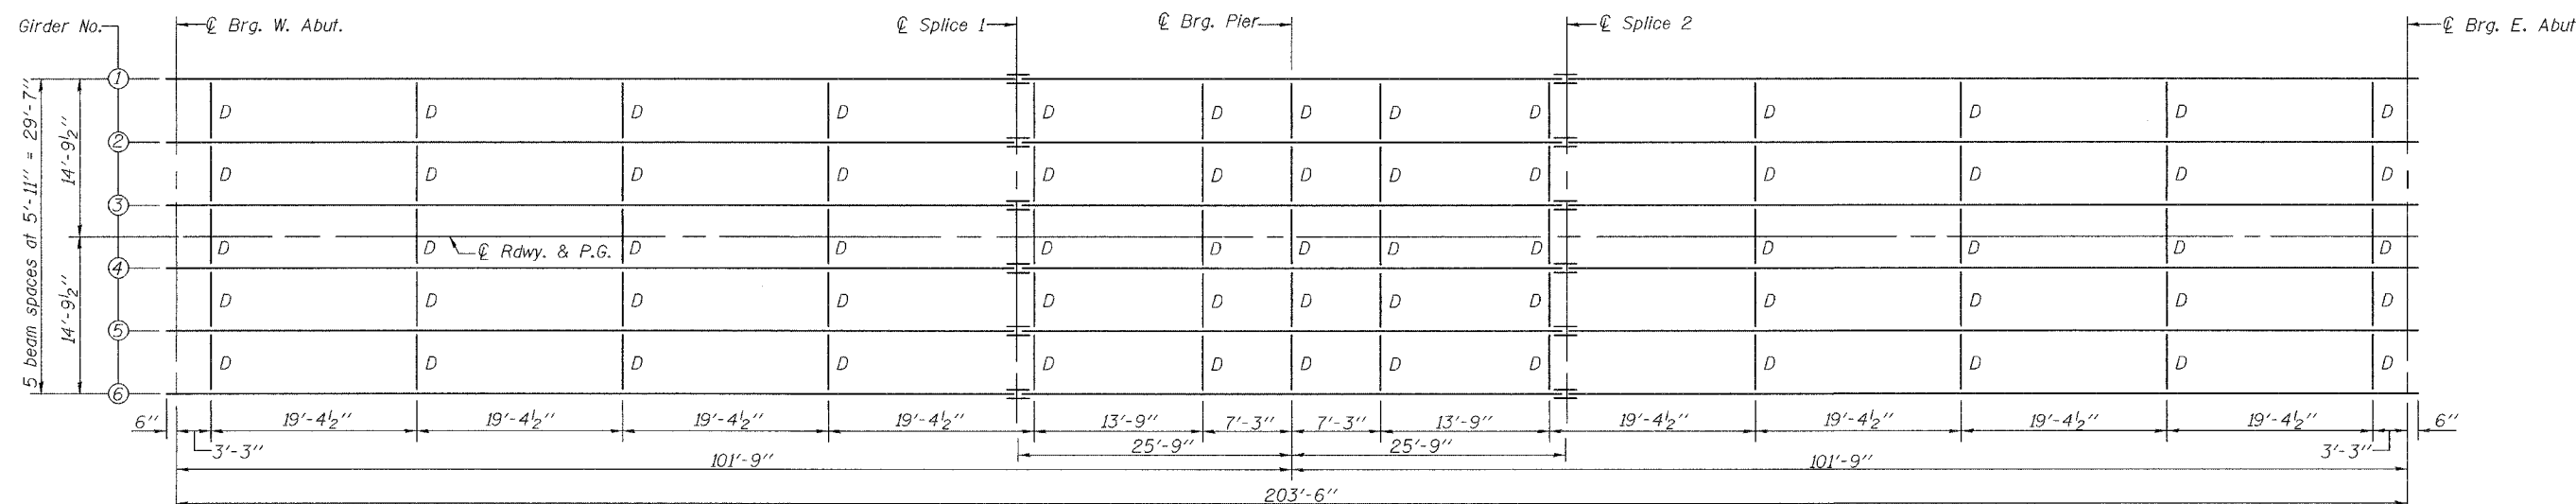 Girder No. ℄ Brg. W. Abut. ℄ Splice 1 ℄ Brg. Pier ℄ Splice 2 ℄ Brg. E. Abut
5 beam spaces at 5'-11" = 29'-7"
14'-9½"
14'-9½"
1
D D D D D D D D D D D D D
2
D D D D D D D D D D D D D
3
℄ Rdwy. & P.G.
D D D D D D D D D D D D D
4
D D D D D D D D D D D D D
5
D D D D D D D D D D D D D
6
6" 19'-4½" 19'-4½" 19'-4½" 19'-4½" 13'-9" 7'-3" 7'-3" 13'-9" 19'-4½" 19'-4½" 19'-4½" 19'-4½" 6"
3'-3" 25'-9" 25'-9" 3'-3"
101'-9" 101'-9"
203'-6"